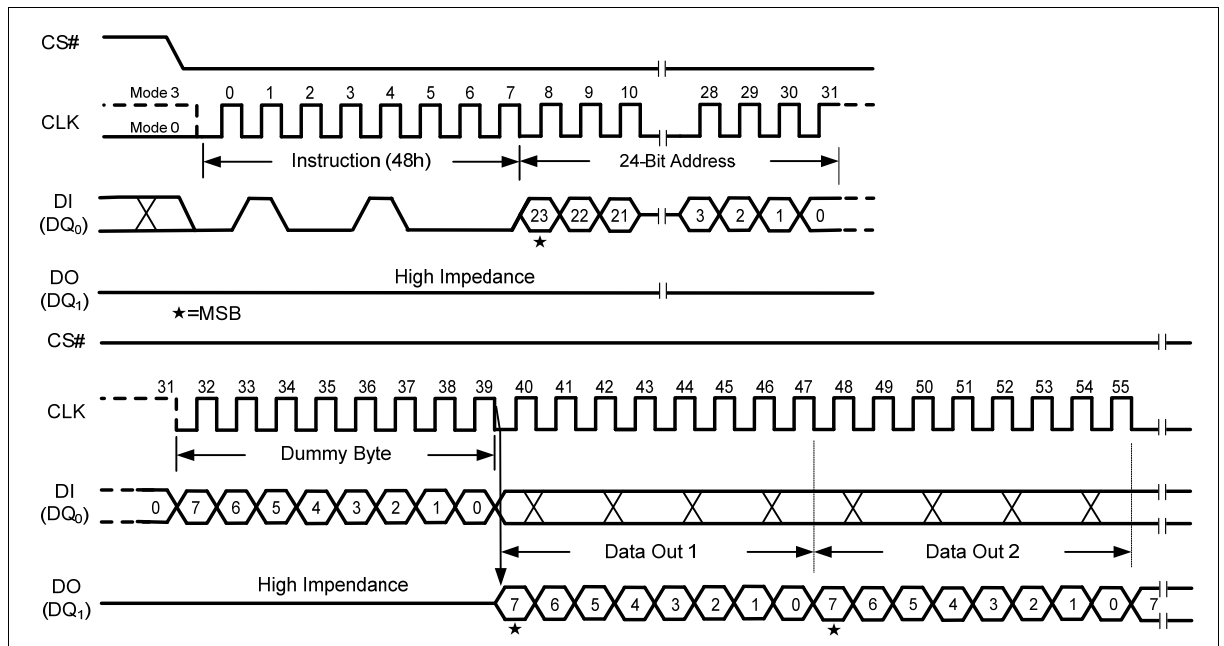 CS#
Mode 3 0 1 2 3 4 5 6 7 8 9 10 28 29 30 31
CLK
Mode 0
Instruction (48h) 24-Bit Address
DI
(DQ0)
23 22 21 3 2 1 0
★
DO
(DQ1)
High Impedance
★=MSB
CS#
31 32 33 34 35 36 37 38 39 40 41 42 43 44 45 46 47 48 49 50 51 52 53 54 55
CLK
Dummy Byte
DI
(DQ0)
0 7 6 5 4 3 2 1 0
Data Out 1 Data Out 2
DO
(DQ1)
High Impendance
7 6 5 4 3 2 1 0 7 6 5 4 3 2 1 0 7
★ ★